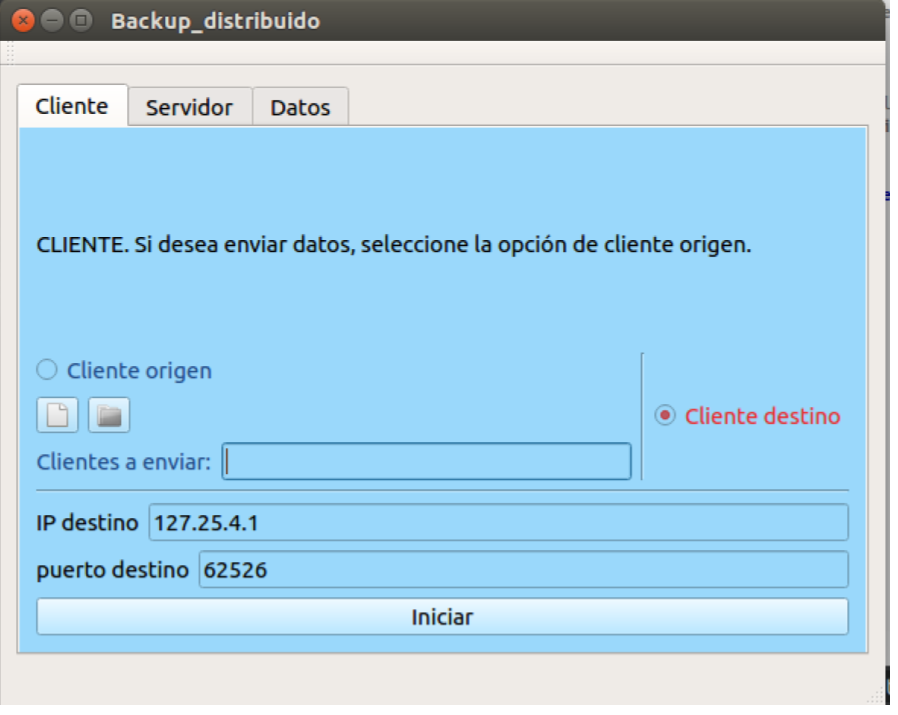 Backup_distribuido
Cliente Servidor Datos
CLIENTE. Si desea enviar datos, seleccione la opción de cliente origen.
Cliente origen
Cliente destino
Clientes a enviar:
IP destino 127.25.4.1
puerto destino 62526
Iniciar